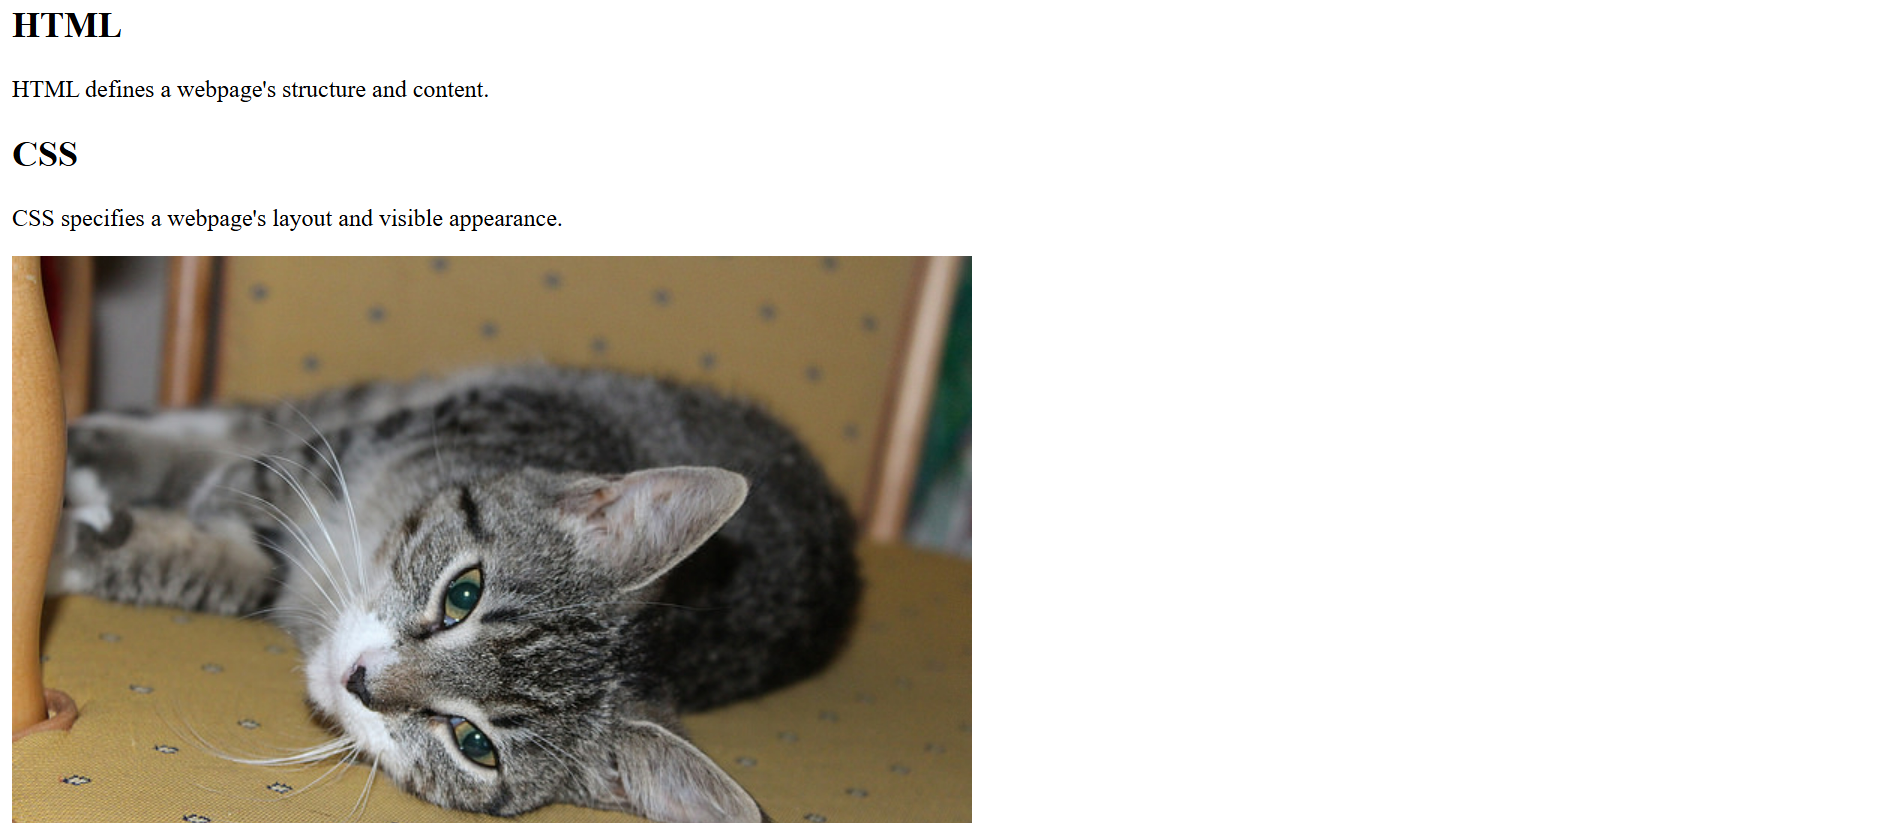 HTML
HTML defines a webpage's structure and content.
CSS
CSS specifies a webpage's layout and visible appearance.